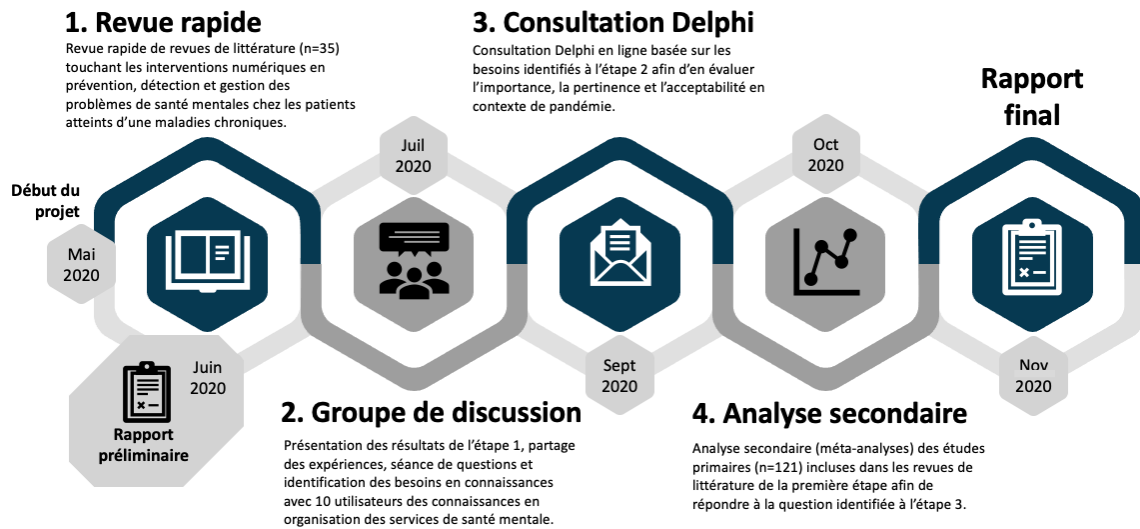 1. Revue rapide
Revue rapide de revues de littérature (n=35)
touchant les interventions numériques en
prévention, détection et gestion des
problèmes de santé mentales chez les patients
atteints d’une maladies chroniques.
3. Consultation Delphi
Consultation Delphi en ligne basée sur les
besoins identifiés à l’étape 2 afin d’en évaluer
l’importance, la pertinence et l’acceptabilité en
contexte de pandémie.
Rapport
final
Juil
2020
Oct
2020
Début du
projet
Mai
2020
Juin
2020
Rapport
préliminaire
Sept
2020
Nov
2020
2. Groupe de discussion
Présentation des résultats de l’étape 1, partage
des expériences, séance de questions et
identification des besoins en connaissances
avec 10 utilisateurs des connaissances en
organisation des services de santé mentale.
4. Analyse secondaire
Analyse secondaire (méta-analyses) des études
primaires (n=121) incluses dans les revues de
littérature de la première étape afin de
répondre à la question identifiée à l’étape 3.